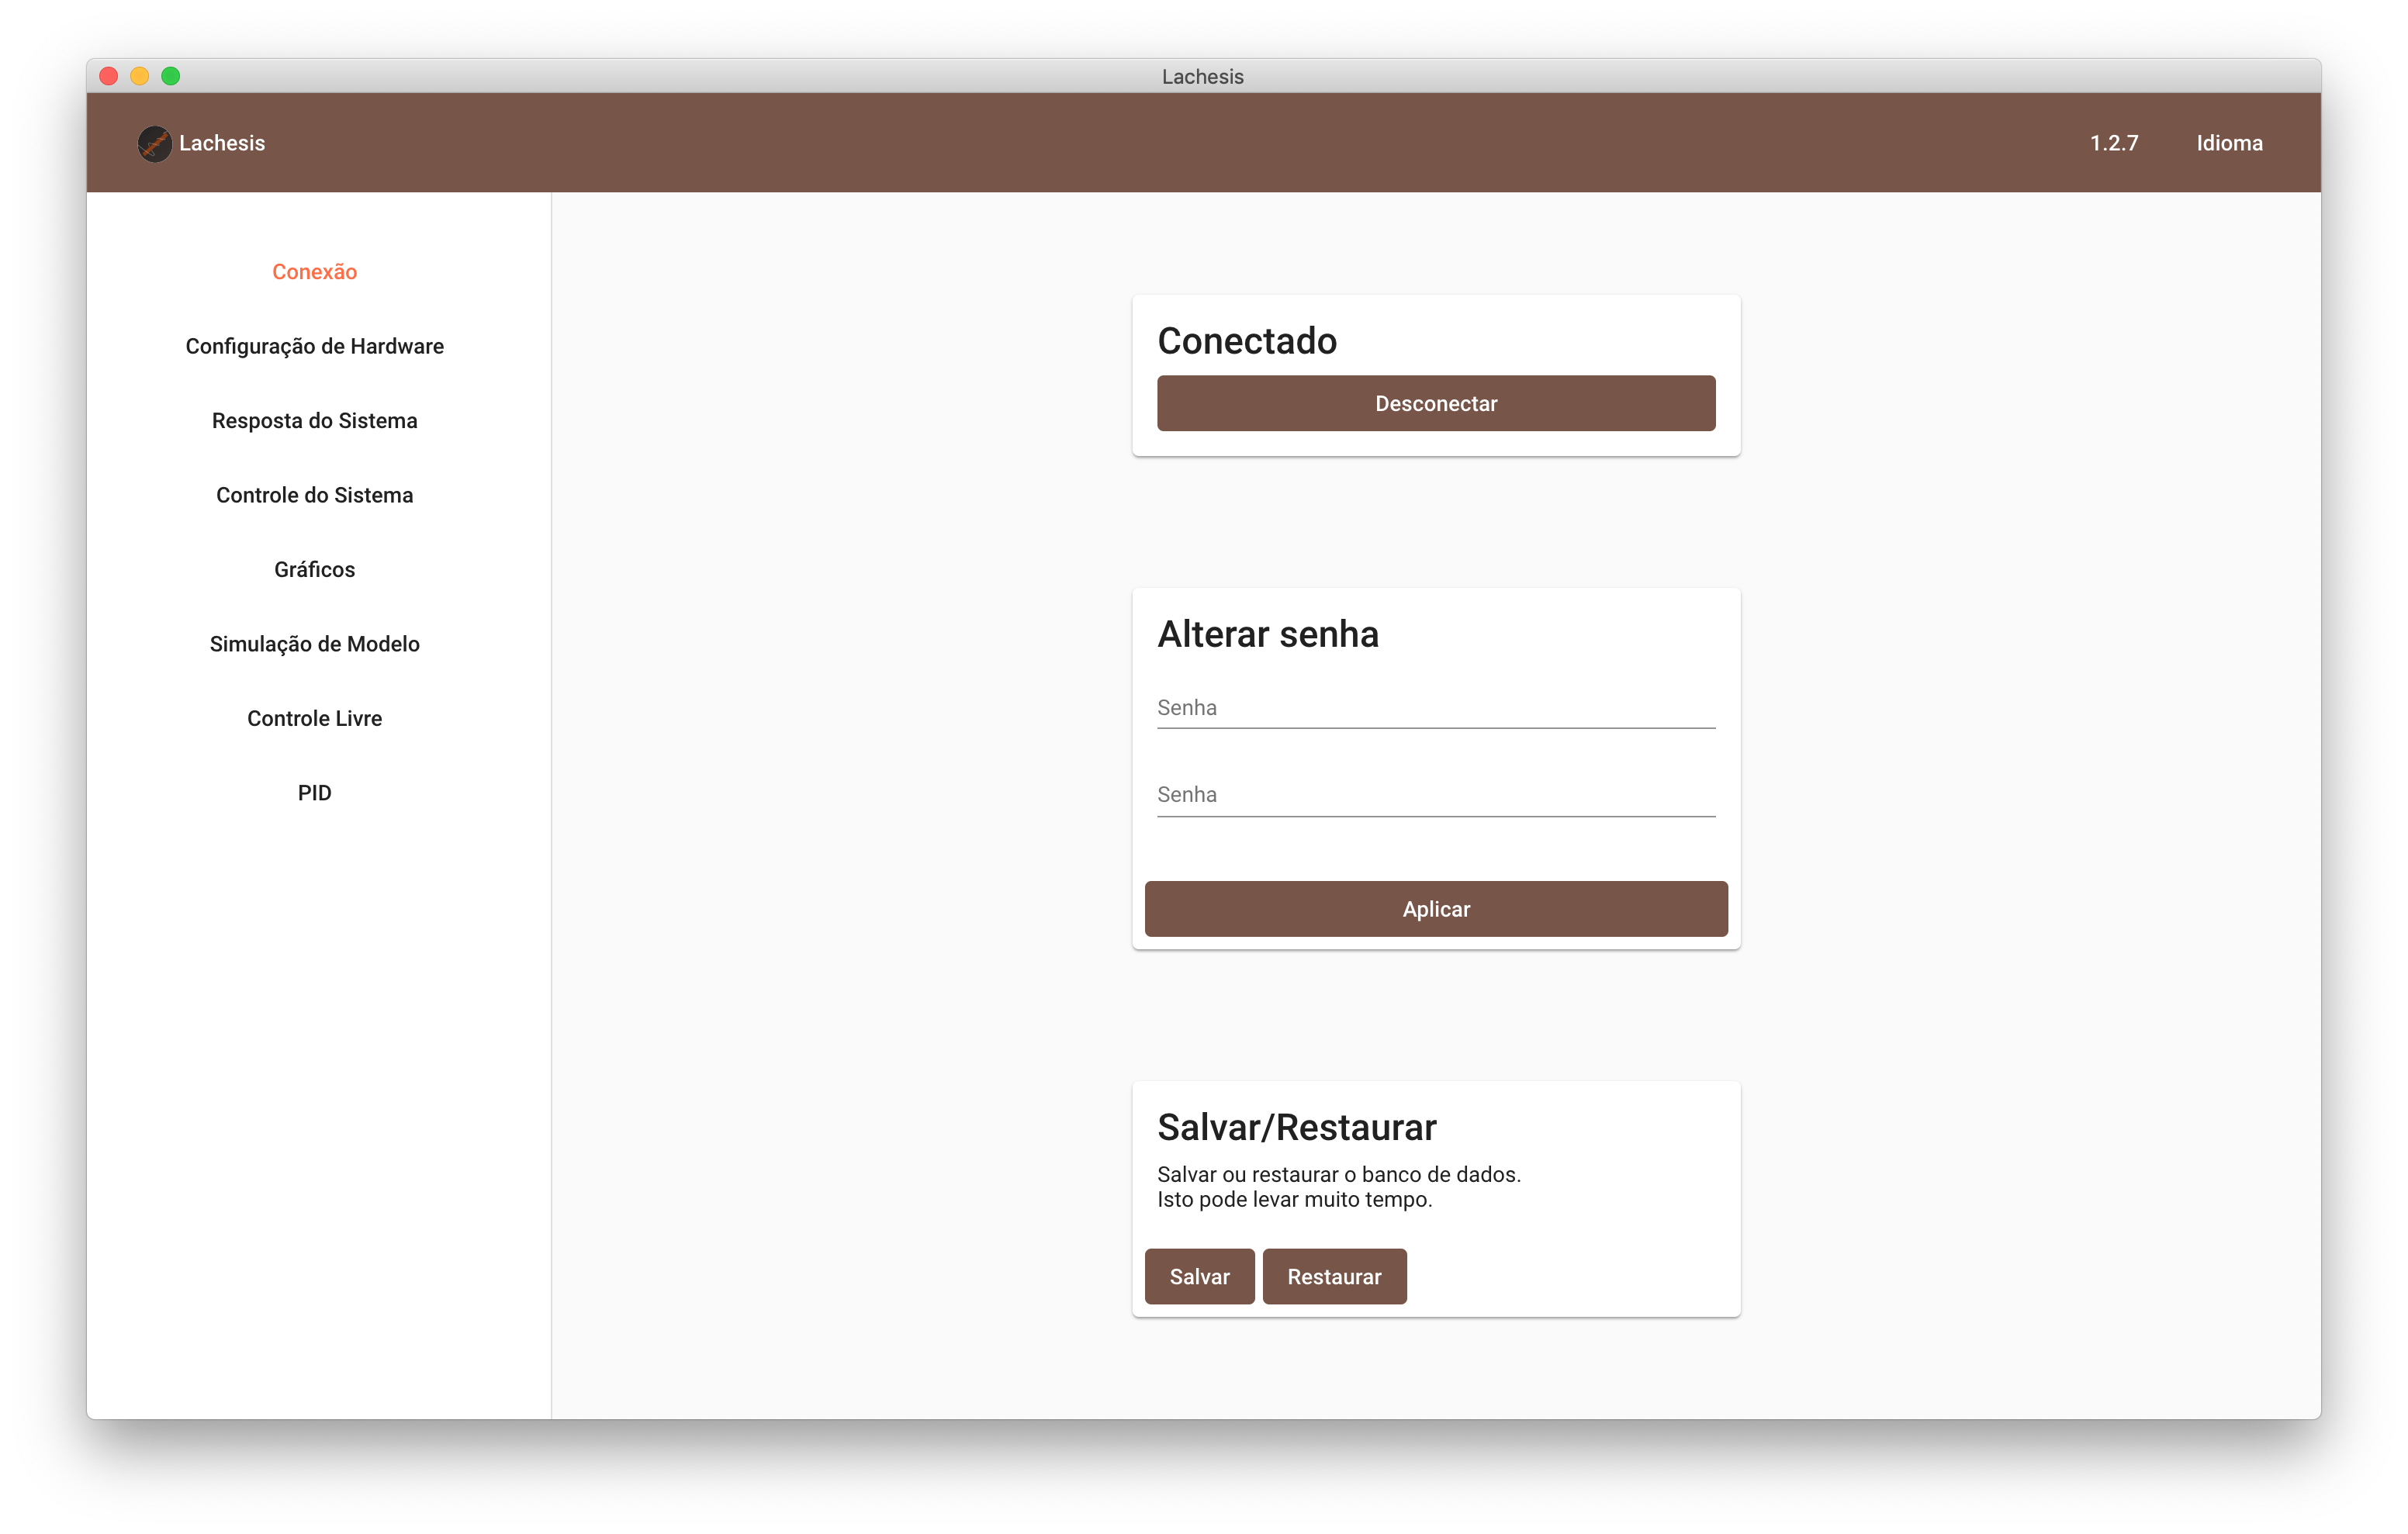 Lachesis
Lachesis
1.2.7
Idioma
Conexão
Configuração de Hardware
Resposta do Sistema
Controle do Sistema
Gráficos
Simulação de Modelo
Controle Livre
PID
Conectado
Desconectar
Alterar senha
Senha
Senha
Aplicar
Salvar/Restaurar
Salvar ou restaurar o banco de dados.
Isto pode levar muito tempo.
Salvar
Restaurar